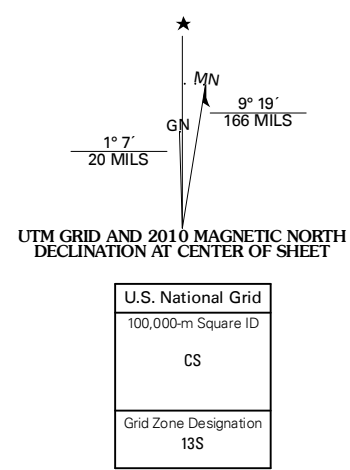 MN
9° 19´
166 MILS
GN
1° 7´
20 MILS
UTM GRID AND 2010 MAGNETIC NORTH
DECLINATION AT CENTER OF SHEET
U.S. National Grid
100,000-m Square ID
CS
Grid Zone Designation
13S